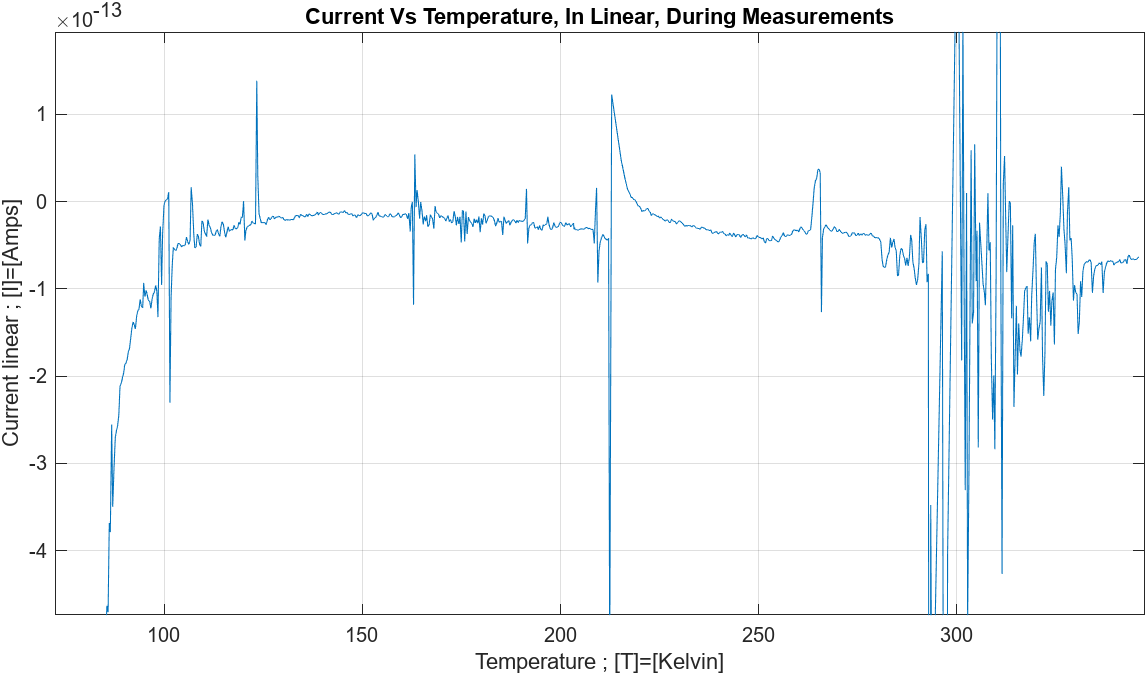 Current Vs Temperature, In Linear, During Measurements
×10-13
1
0
-1
-2
-3
-4
Current linear ; [I]=[Amps]
100 150 200 250 300
Temperature ; [T]=[Kelvin]